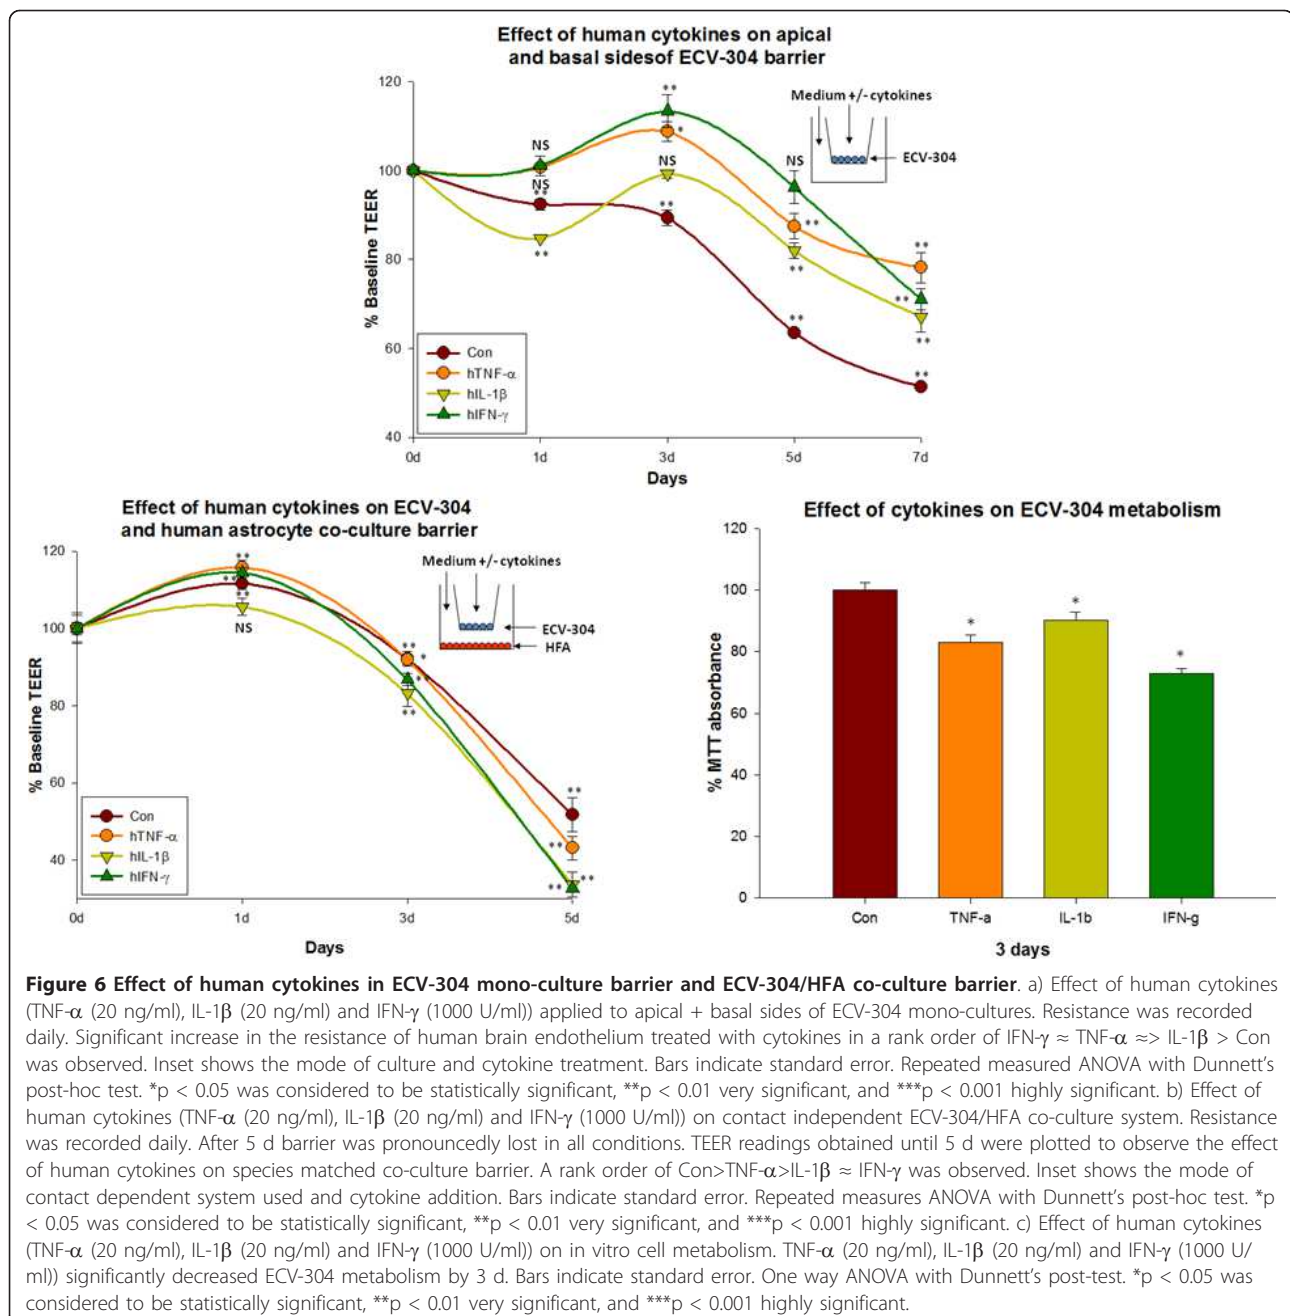 Effect of human cytokines on apical
and basal sidesof ECV-304 barrier
120
100
80
60
40
% Baseline TEER
0d
1d
3d
5d
7d
Days
NS
NS
**
**
**
*
NS
**
NS
**
**
**
**
**
**
**
Medium +/- cytokines
ECV-304
Con
hTNF-α
hIL-1β
hIFN-γ
Effect of human cytokines on ECV-304
and human astrocyte co-culture barrier
120
100
80
60
40
% Baseline TEER
0d
1d
3d
5d
Days
**
**
**
NS
**
*
**
**
**
**
**
**
Medium +/- cytokines
ECV-304
HFA
Con
hTNF-α
hIL-1β
hIFN-γ
Effect of cytokines on ECV-304 metabolism
120
100
80
60
40
20
0
% MTT absorbance
*
*
*
Con
TNF-a
IL-1b
IFN-g
3 days
Figure 6 Effect of human cytokines in ECV-304 mono-culture barrier and ECV-304/HFA co-culture barrier. a) Effect of human cytokines
(TNF-α (20 ng/ml), IL-1β (20 ng/ml) and IFN-γ (1000 U/ml)) applied to apical + basal sides of ECV-304 mono-cultures. Resistance was recorded
daily. Significant increase in the resistance of human brain endothelium treated with cytokines in a rank order of IFN-γ ≈ TNF-α ≈> IL-1β > Con
was observed. Inset shows the mode of culture and cytokine treatment. Bars indicate standard error. Repeated measured ANOVA with Dunnett's
post-hoc test. *p < 0.05 was considered to be statistically significant, **p < 0.01 very significant, and ***p < 0.001 highly significant. b) Effect of
human cytokines (TNF-α (20 ng/ml), IL-1β (20 ng/ml) and IFN-γ (1000 U/ml)) on contact independent ECV-304/HFA co-culture system. Resistance
was recorded daily. After 5 d barrier was pronouncedly lost in all conditions. TEER readings obtained until 5 d were plotted to observe the effect
of human cytokines on species matched co-culture barrier. A rank order of Con>TNF-α>IL-1β ≈ IFN-γ was observed. Inset shows the mode of
contact dependent system used and cytokine addition. Bars indicate standard error. Repeated measures ANOVA with Dunnett's post-hoc test. *p
< 0.05 was considered to be statistically significant, **p < 0.01 very significant, and ***p < 0.001 highly significant. c) Effect of human cytokines
(TNF-α (20 ng/ml), IL-1β (20 ng/ml) and IFN-γ (1000 U/ml)) on in vitro cell metabolism. TNF-α (20 ng/ml), IL-1β (20 ng/ml) and IFN-γ (1000 U/
ml)) significantly decreased ECV-304 metabolism by 3 d. Bars indicate standard error. One way ANOVA with Dunnett's post-test. *p < 0.05 was
considered to be statistically significant, **p < 0.01 very significant, and ***p < 0.001 highly significant.